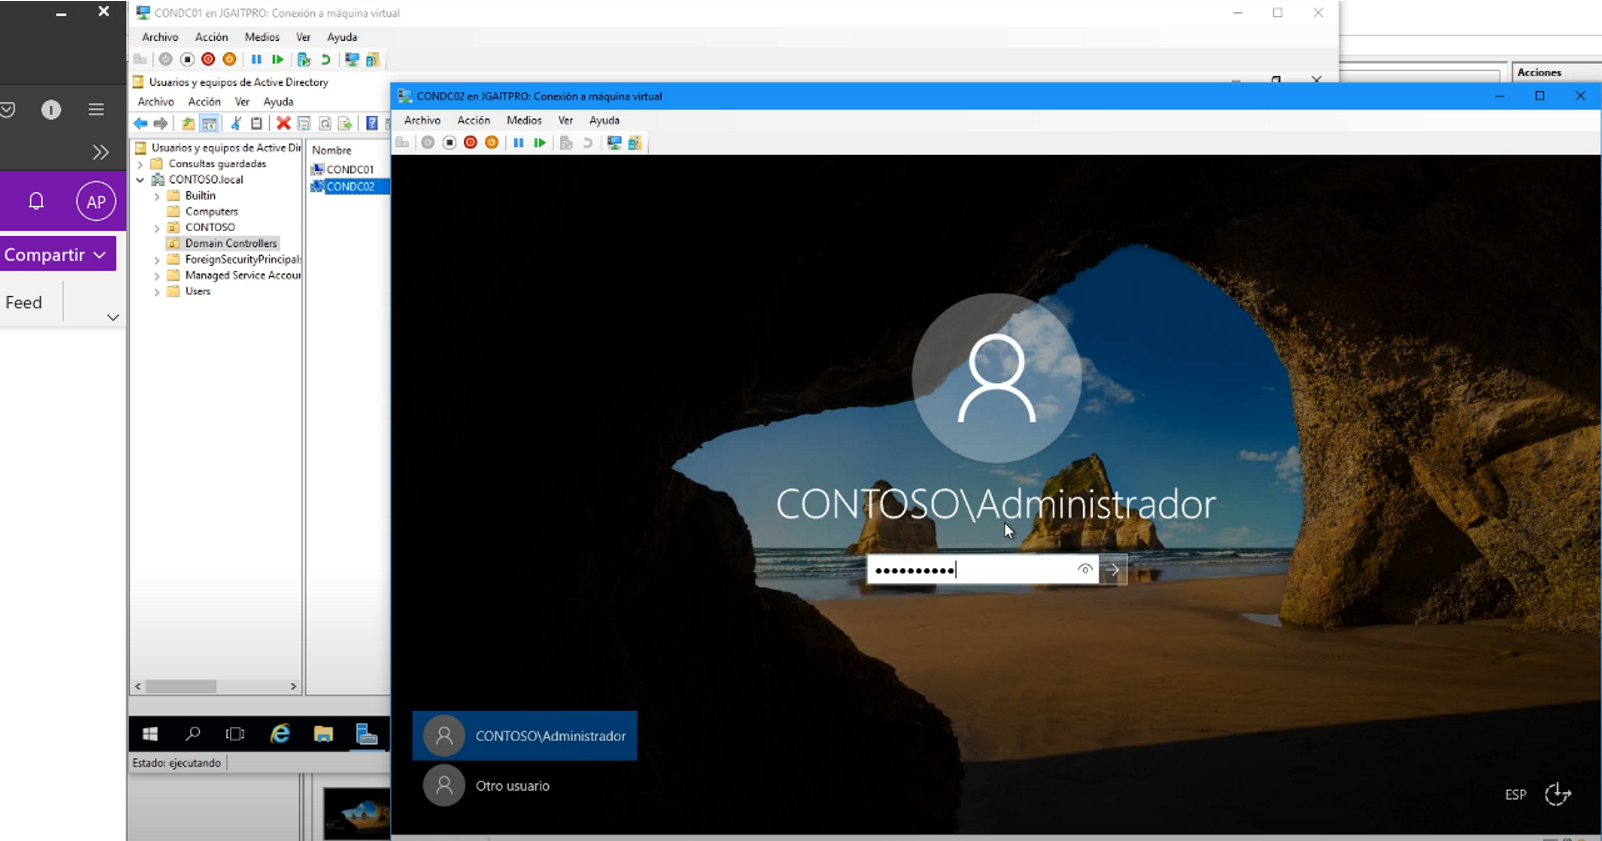 CONDC01 en JGAITPRO: Conexión a máquina virtual
Archivo Acción Medios Ver Ayuda
Usuarios y equipos de Active Directory
Archivo Acción Ver Ayuda
Usuarios y equipos de Active Dir
Consultas guardadas
CONTOSO.local
Builtin
Computers
CONTOSO
Domain Controllers
ForeignSecurityPrincipals
Managed Service Accour
Users
Nombre
CONDC01
CONDC02
Estado: ejecutando
I
AP
Compartir
Feed
Acciones
CONDC02 en JGAITPRO: Conexión a máquina virtual
Archivo Acción Medios Ver Ayuda
CONTOSO\Administrador
CONTOSO\Administrador
Otro usuario
ESP